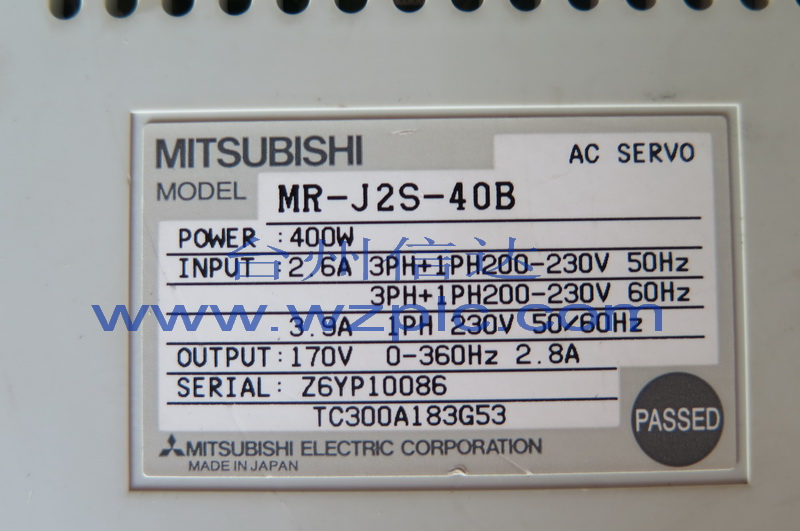 MITSUBISHI
AC SERVO
MODEL MR-J2S-40B
POWER :400W
INPUT :2.6A 3PH+1PH200-230V 50Hz
3PH+1PH200-230V 60Hz
3.9A 1PH 230V 50/60Hz
OUTPUT:170V 0-360Hz 2.8A
SERIAL: Z6YP10086
TC300A183G53
PASSED
MITSUBISHI ELECTRIC CORPORATION
MADE IN JAPAN
台州信达
www.wzplc.com